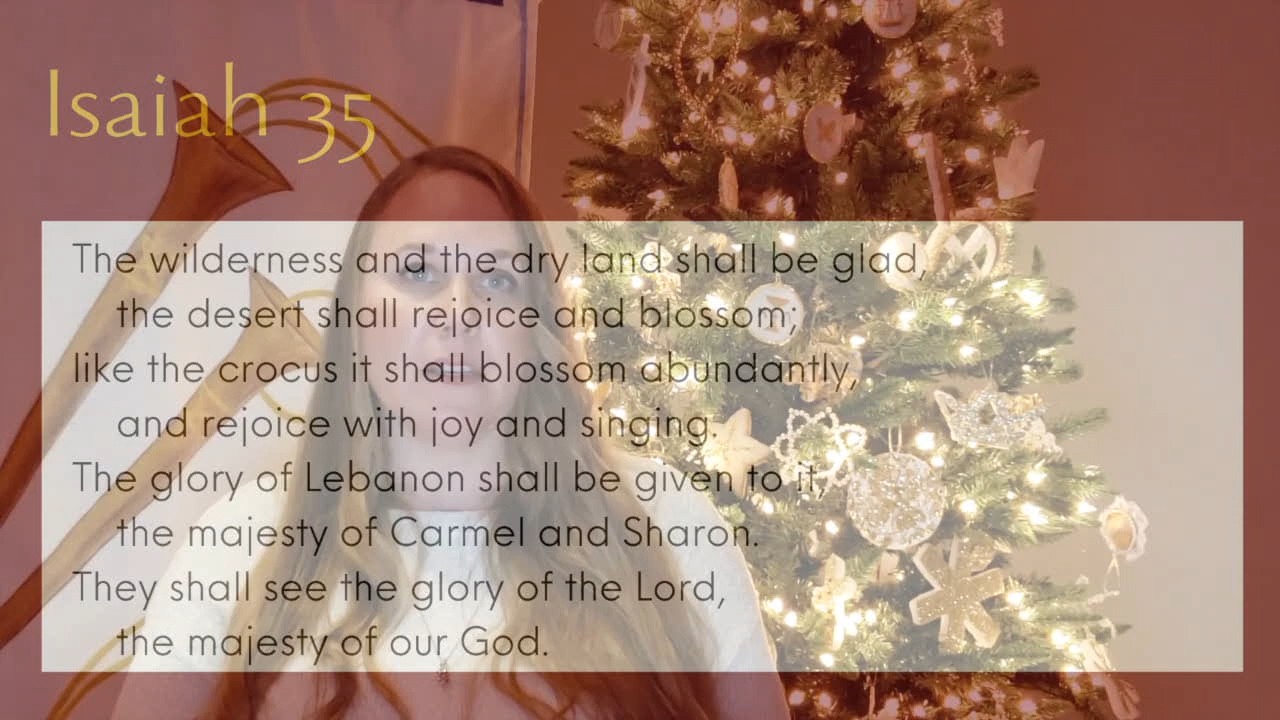 Isaiah 35
The wilderness and the dry land shall be glad,
the desert shall rejoice and blossom;
like the crocus it shall blossom abundantly,
and rejoice with joy and singing.
The glory of Lebanon shall be given to it,
the majesty of Carmel and Sharon.
They shall see the glory of the Lord,
the majesty of our God.